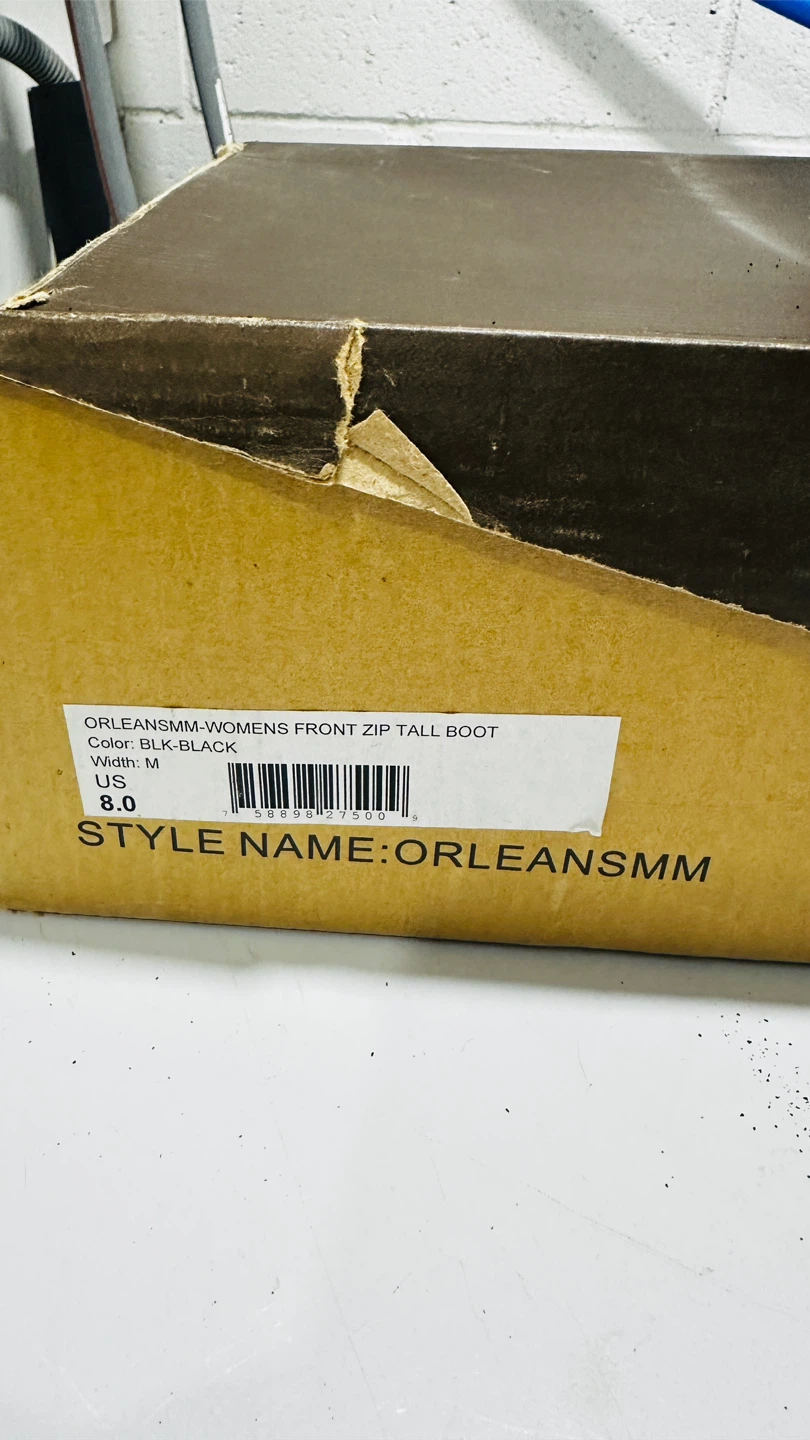 ORLEANSMM-WOMENS FRONT ZIP TALL BOOT
Color: BLK-BLACK
Width: M
US
8.0
7 58898 27500 9
STYLE NAME:ORLEANSMM